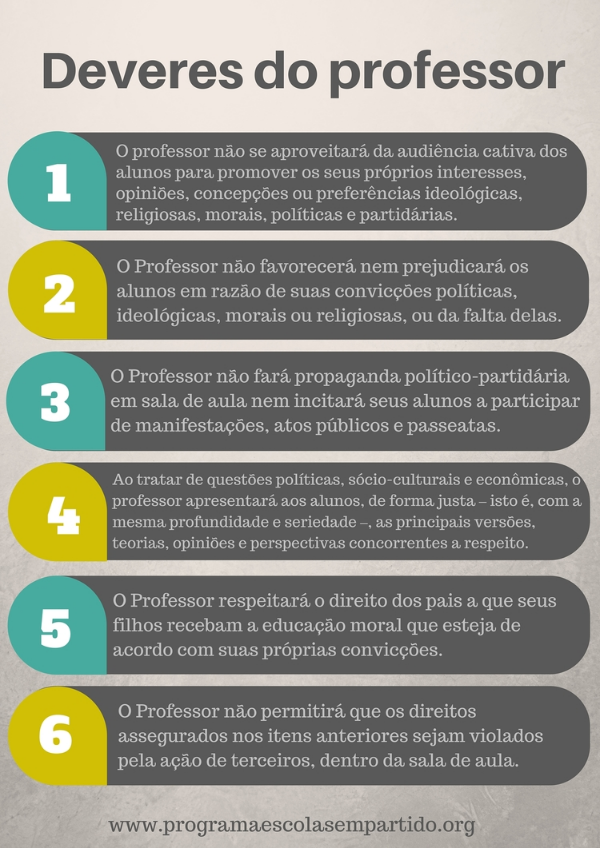 Deveres do professor
1
O professor não se aproveitará da audiência cativa dos
alunos para promover os seus próprios interesses,
opiniões, concepções ou preferências ideológicas,
religiosas, morais, políticas e partidárias.
2
O Professor não favorecerá nem prejudicará os
alunos em razão de suas convicções políticas,
ideológicas, morais ou religiosas, ou da falta delas.
3
O Professor não fará propaganda político-partidária
em sala de aula nem incitará seus alunos a participar
de manifestações, atos públicos e passeatas.
4
Ao tratar de questões políticas, sócio-culturais e econômicas, o
professor apresentará aos alunos, de forma justa – isto é, com a
mesma profundidade e seriedade –, as principais versões,
teorias, opiniões e perspectivas concorrentes a respeito.
5
O Professor respeitará o direito dos pais a que seus
filhos recebam a educação moral que esteja de
acordo com suas próprias convicções.
6
O Professor não permitirá que os direitos
assegurados nos itens anteriores sejam violados
pela ação de terceiros, dentro da sala de aula.
www.programaescolasempartido.org